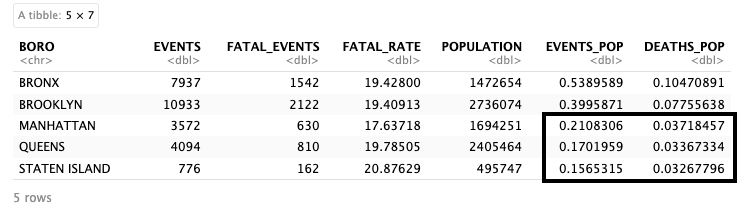 A tibble: 5 × 7
BORO EVENTS FATAL_EVENTS FATAL_RATE POPULATION EVENTS_POP DEATHS_POP
<chr> <dbl> <dbl> <dbl> <dbl> <dbl> <dbl>
BRONX 7937 1542 19.42800 1472654 0.5389589 0.10470891
BROOKLYN 10933 2122 19.40913 2736074 0.3995871 0.07755638
MANHATTAN 3572 630 17.63718 1694251 0.2108306 0.03718457
QUEENS 4094 810 19.78505 2405464 0.1701959 0.03367334
STATEN ISLAND 776 162 20.87629 495747 0.1565315 0.03267796
5 rows